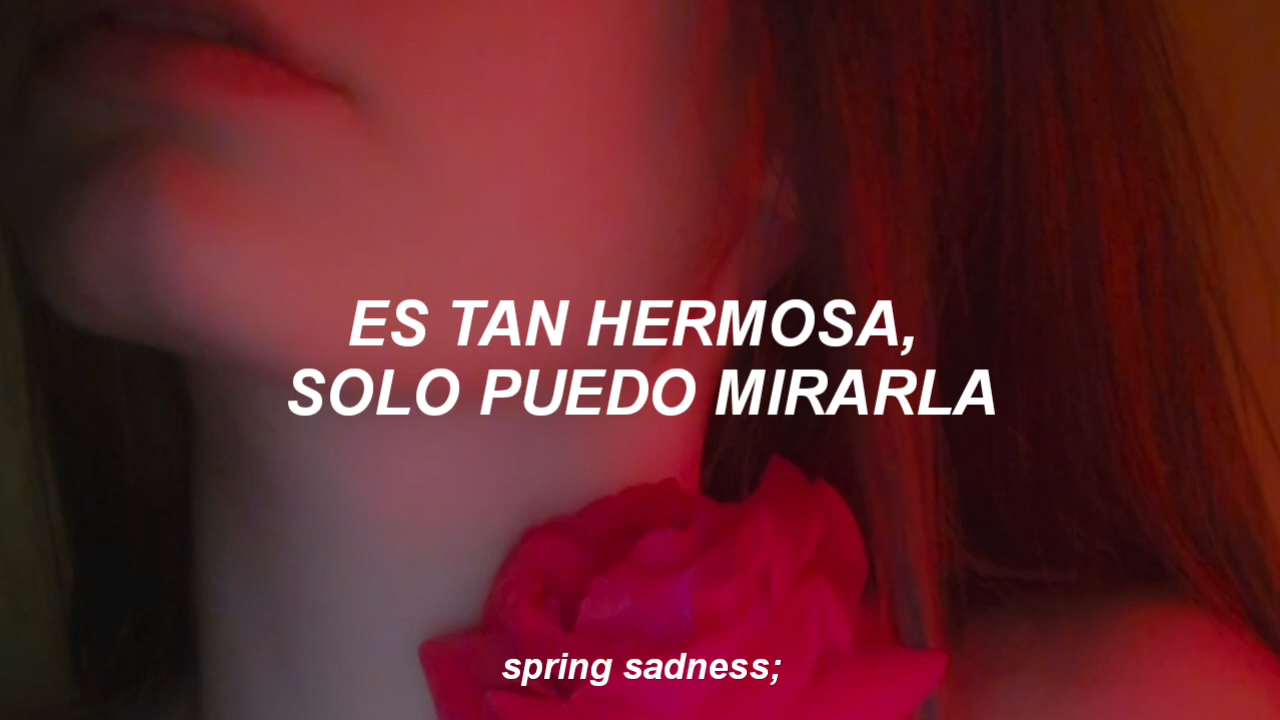 ES TAN HERMOSA,
SOLO PUEDO MIRARLA
spring sadness;